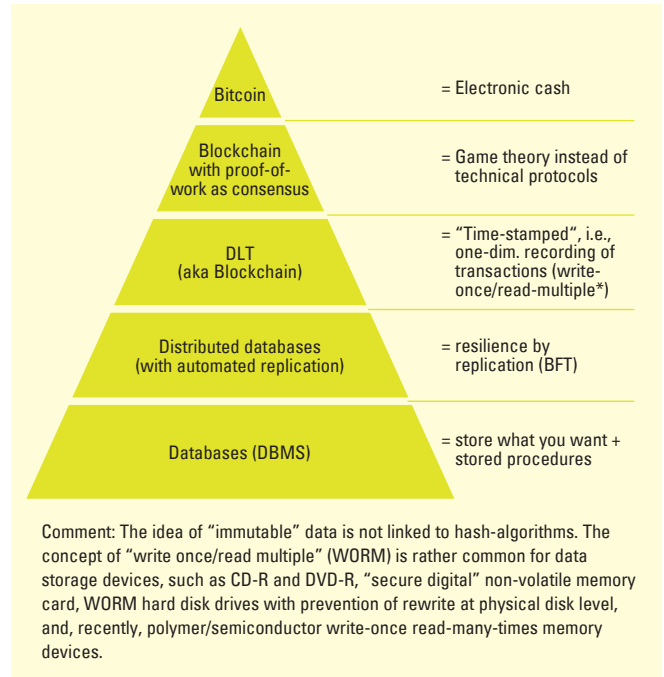 Bitcoin
= Electronic cash
Blockchain
with proof-of-
work as consensus
= Game theory instead of
technical protocols
DLT
(aka Blockchain)
= “Time-stamped“, i.e.,
one-dim. recording of
transactions (write-
once/read-multiple*)
Distributed databases
(with automated replication)
= resilience by
replication (BFT)
Databases (DBMS)
= store what you want +
stored procedures
Comment: The idea of “immutable” data is not linked to hash-algorithms. The
concept of “write once/read multiple” (WORM) is rather common for data
storage devices, such as CD-R and DVD-R, “secure digital” non-volatile memory
card, WORM hard disk drives with prevention of rewrite at physical disk level,
and, recently, polymer/semiconductor write-once read-many-times memory
devices.